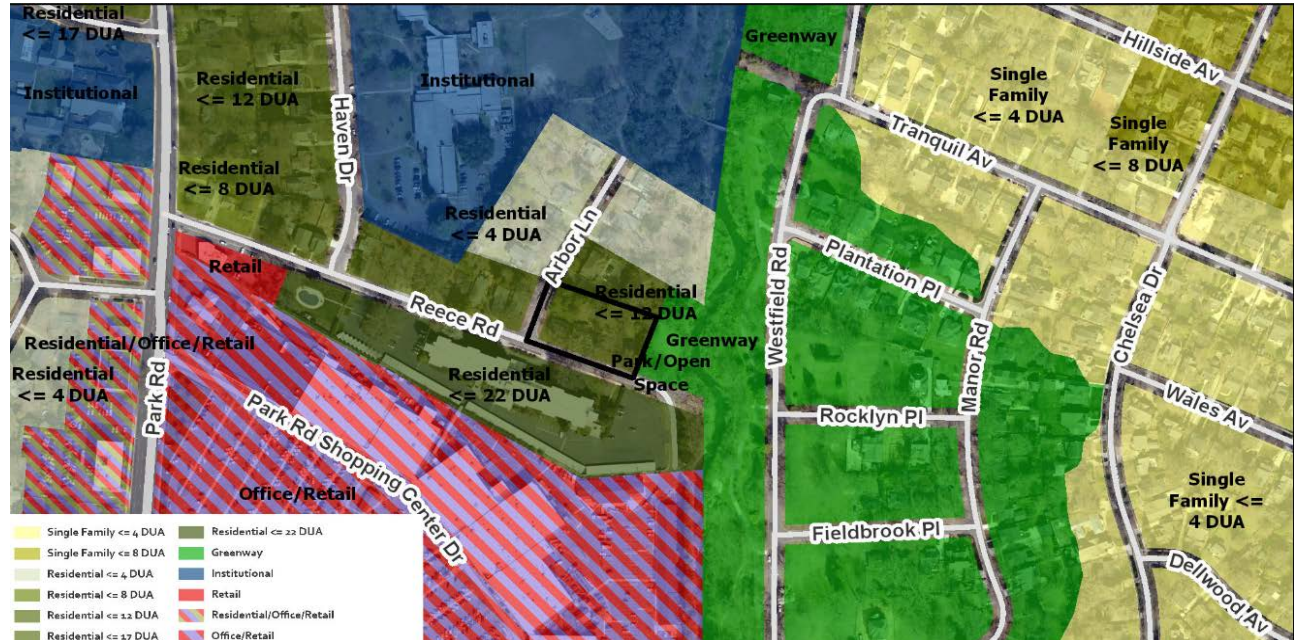 Residential
<= 17 DUA
Institutional
Residential
<= 12 DUA
Haven Dr
Institutional
Greenway
Hillside Av
Single
Family
<= 4 DUA
Tranquil Av
Single
Family
<= 8 DUA
Residential
<= 8 DUA
Residential
<= 4 DUA
Arbor Ln
Westfield Rd
Plantation Pl
Chelsea Dr
Retail
Reece Rd
Residential
<= 12 DUA
Greenway
Manor Rd
Residential/Office/Retail
Residential
<= 4 DUA
Park Rd
Park/Open
Space
Residential
<= 22 DUA
Rocklyn Pl
Wales Av
Park Rd Shopping Center Dr
Office/Retail
Single
Family <=
4 DUA
Fieldbrook Pl
Dellwood Av
Single Family <= 4 DUA
Single Family <= 8 DUA
Residential <= 4 DUA
Residential <= 8 DUA
Residential <= 12 DUA
Residential <= 17 DUA
Residential <= 22 DUA
Greenway
Institutional
Retail
Residential/Office/Retail
Office/Retail